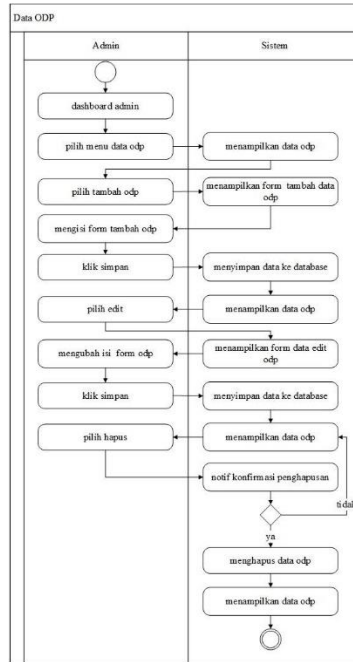 Data ODP
Admin
Sistem
dashboard admin
pilih menu data odp
menampilkan data odp
pilih tambah odp
menampilkan form tambah data
odp
mengisi form tambah odp
klik simpan
menyimpan data ke database
pilih edit
menampilkan data odp
menampilkan form data edit
odp
mengubah isi form odp
klik simpan
menyimpan data ke database
pilih hapus
menampilkan data odp
notif konfirmasi penghapusan
tidak
ya
menghapus data odp
menampilkan data odp